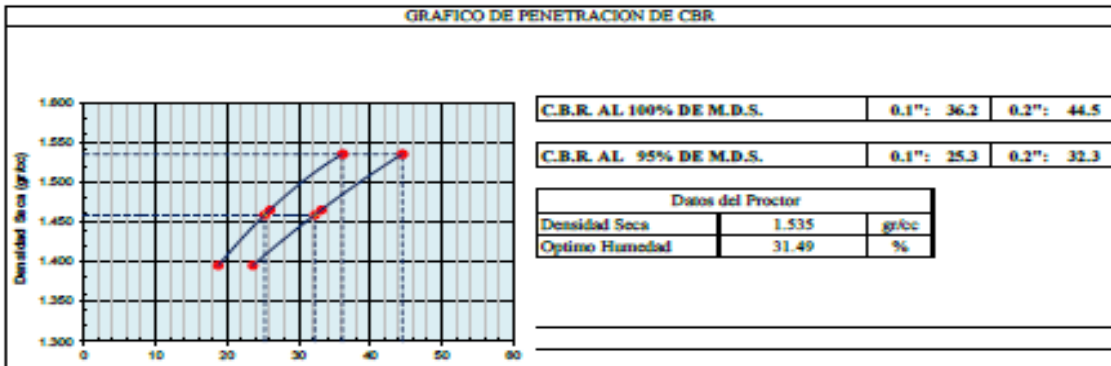 GRAFICO DE PENETRACION DE CBR
Densidad Seca (gr/cc)
1.600
1.550
1.500
1.450
1.400
1.350
1.300
0 10 20 30 40 50 60
C.B.R. AL 100% DE M.D.S. 0.1": 36.2 0.2": 44.5
C.B.R. AL 95% DE M.D.S. 0.1": 25.3 0.2": 32.3
Datos del Proctor
Densidad Seca 1.535 gr/cc
Optimo Humedad 31.49 %